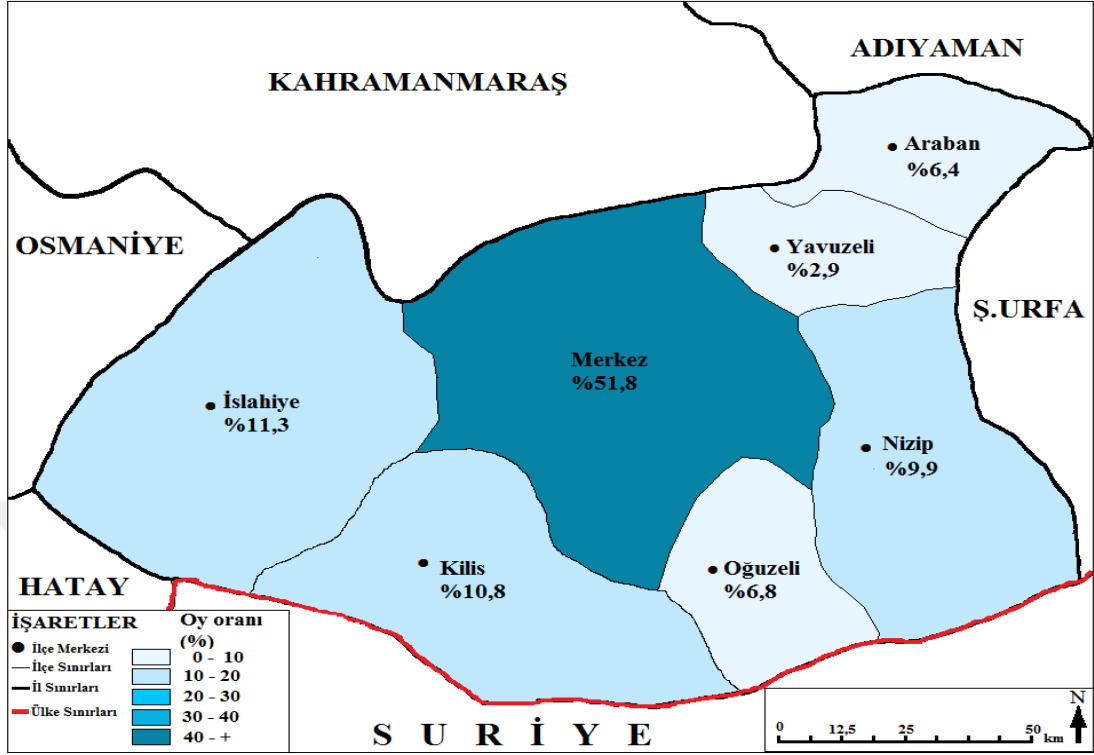 ADIYAMAN
KAHRAMANMARAŞ
Araban
%6,4
OSMANİYE
Yavuzeli
%2,9
Ş.URFA
Merkez
%51,8
İslahiye
%11,3
Nizip
%9,9
Kilis
%10,8
Oğuzeli
%6,8
HATAY
İŞARETLER
İlçe Merkezi
İlçe Sınırları
İl Sınırları
Ülke Sınırları
Oy oranı
(%)
0 - 10
10 - 20
20 - 30
30 - 40
40 - +
SURİYE
N
0 12,5 25 50 km